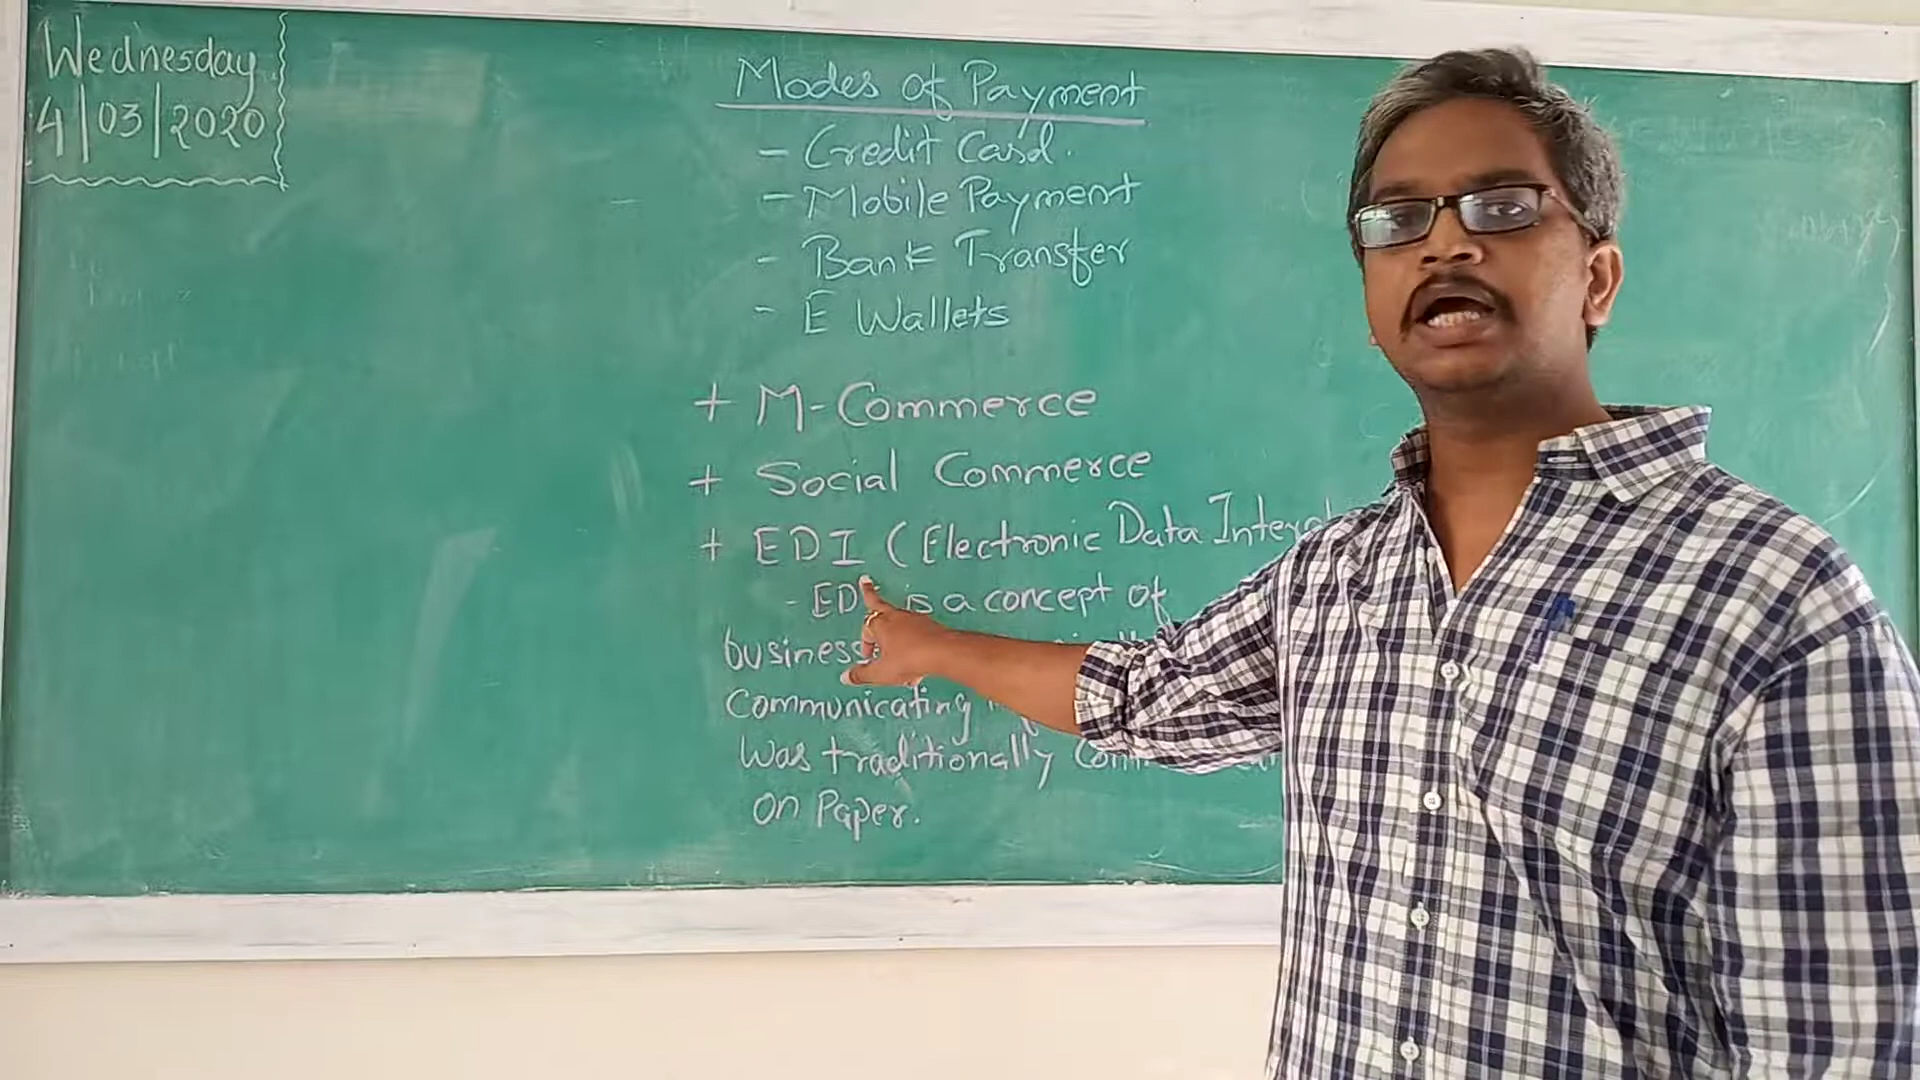 Wednesday
4/03/2020
Modes of Payment
- Credit Card.
- Mobile Payment
- Bank Transfer
- E Wallets
+ M-Commerce
+ Social Commerce
+ EDI (Electronic Data
- is a concept of
business
Communicating
was traditionally
on Paper.